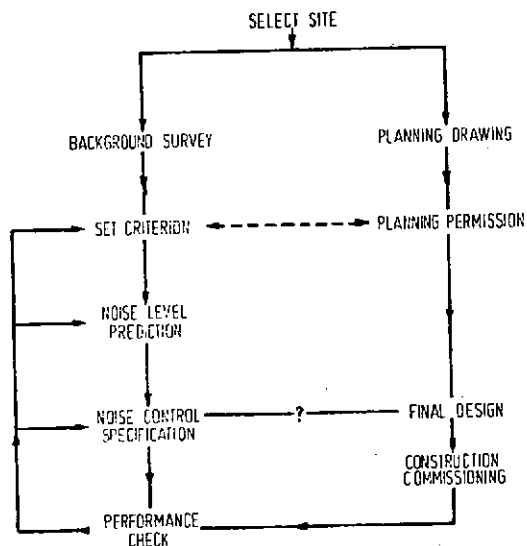 SELECT SITE
BACKGROUND SURVEY
PLANNING DRAWING
SET CRITERION
PLANNING PERMISSION
NOISE LEVEL
PREDICTION
NOISE CONTROL
SPECIFICATION
?
FINAL DESIGN
CONSTRUCTION
COMMISSIONING
PERFORMANCE
CHECK